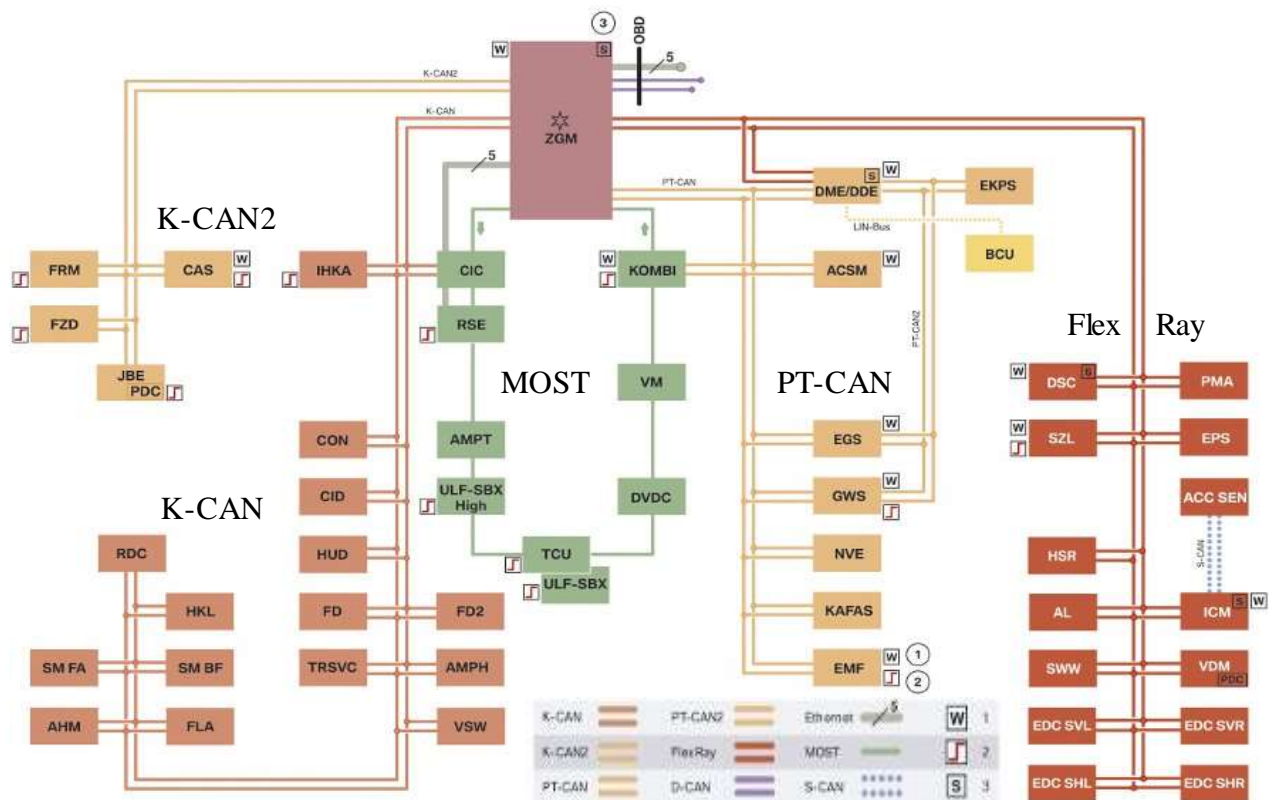 3
OBD
W
S
5
K-CAN2
K-CAN
ZGM
5
PT-CAN
S
W
DME/DDE
EKPS
LIN-Bus
BCU
K-CAN2
FRM
CAS
W
IHKA
CIC
W
KOMBI
ACSM
W
FZD
RSE
PT-CAN2
Flex Ray
JBE
PDC
MOST
VM
PT-CAN
W
DSC
S
PMA
CON
AMPT
EGS
W
W
SZL
EPS
CID
ULF-SBX
High
DVDC
GWS
W
ACC SEN
K-CAN
RDC
HUD
TCU
ULF-SBX
NVE
HSR
S-CAN
HKL
FD
FD2
KAFAS
AL
ICM
S
W
SM FA
SM BF
TRSVC
AMPH
EMF
W
1
2
SWW
VDM
PDC
AHM
FLA
VSW
EDC SVL
EDC SVR
EDC SHL
EDC SHR
K-CAN
PT-CAN2
Ethernet
5
W
1
K-CAN2
FlexRay
MOST
2
PT-CAN
D-CAN
S-CAN
S
3